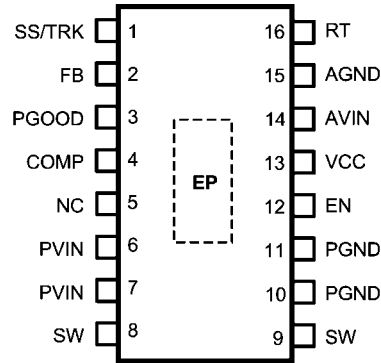 SS/TRK 1 16 RT
FB 2 15 AGND
PGOOD 3 14 AVIN
COMP 4 13 VCC
EP
NC 5 12 EN
PVIN 6 11 PGND
PVIN 7 10 PGND
SW 8 9 SW